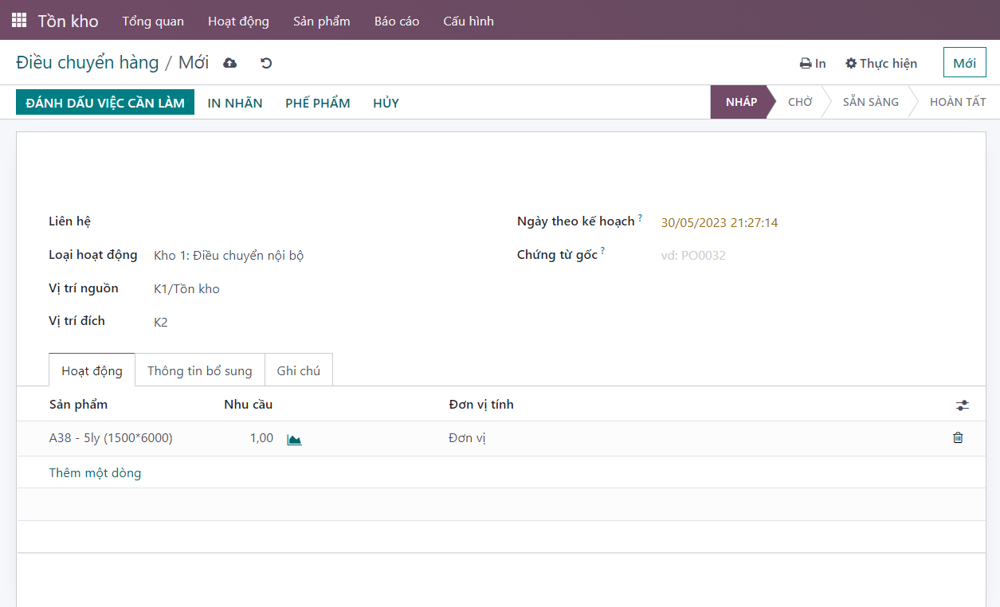 Tồn kho Tổng quan Hoạt động Sản phẩm Báo cáo Cấu hình
Điều chuyển hàng / Mới In Thực hiện Mới
ĐÁNH DẤU VIỆC CẦN LÀM IN NHÃN PHẾ PHẨM HỦY NHÁP CHỜ SẴN SÀNG HOÀN TẤT
Liên hệ Ngày theo kế hoạch ? 30/05/2023 21:27:14
Loại hoạt động Kho 1: Điều chuyển nội bộ Chứng từ gốc ? vd: PO0032
Vị trí nguồn K1/Tồn kho
Vị trí đích K2
Hoạt động Thông tin bổ sung Ghi chú
Sản phẩm Nhu cầu Đơn vị tính
A38 - 5ly (1500*6000) 1,00 Đơn vị
Thêm một dòng